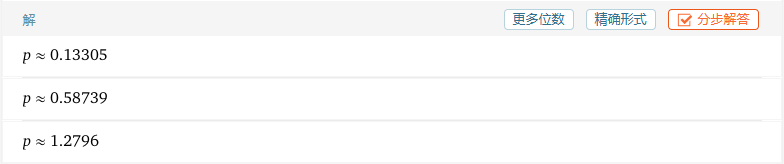 解 更多位数 精确形式 分步解答
p ≈ 0.13305
p ≈ 0.58739
p ≈ 1.2796